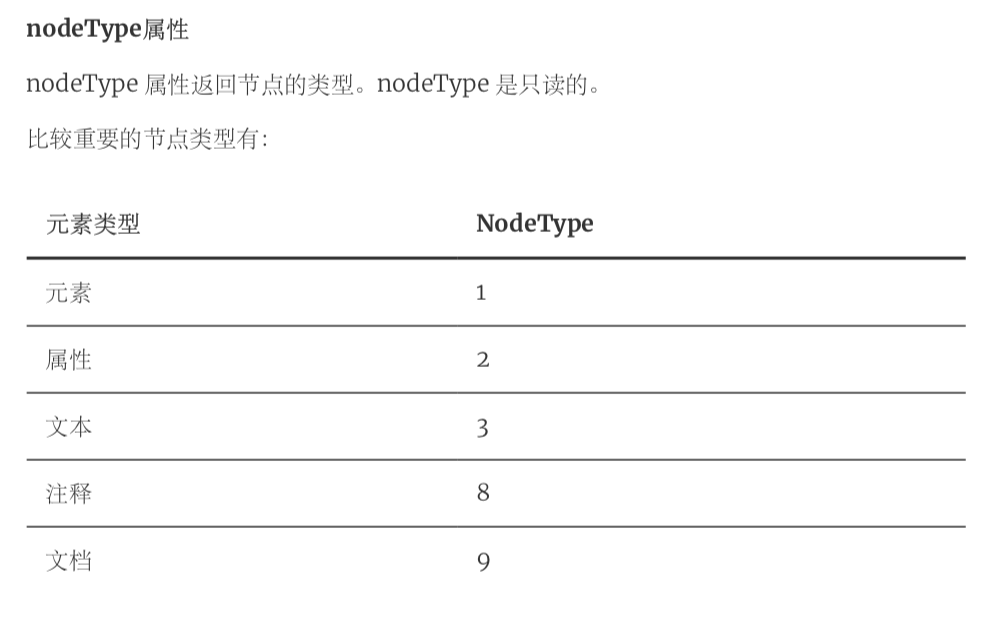 nodeType属性
nodeType 属性返回节点的类型。nodeType 是只读的。
比较重要的节点类型有：
元素类型 NodeType
元素 1
属性 2
文本 3
注释 8
文档 9